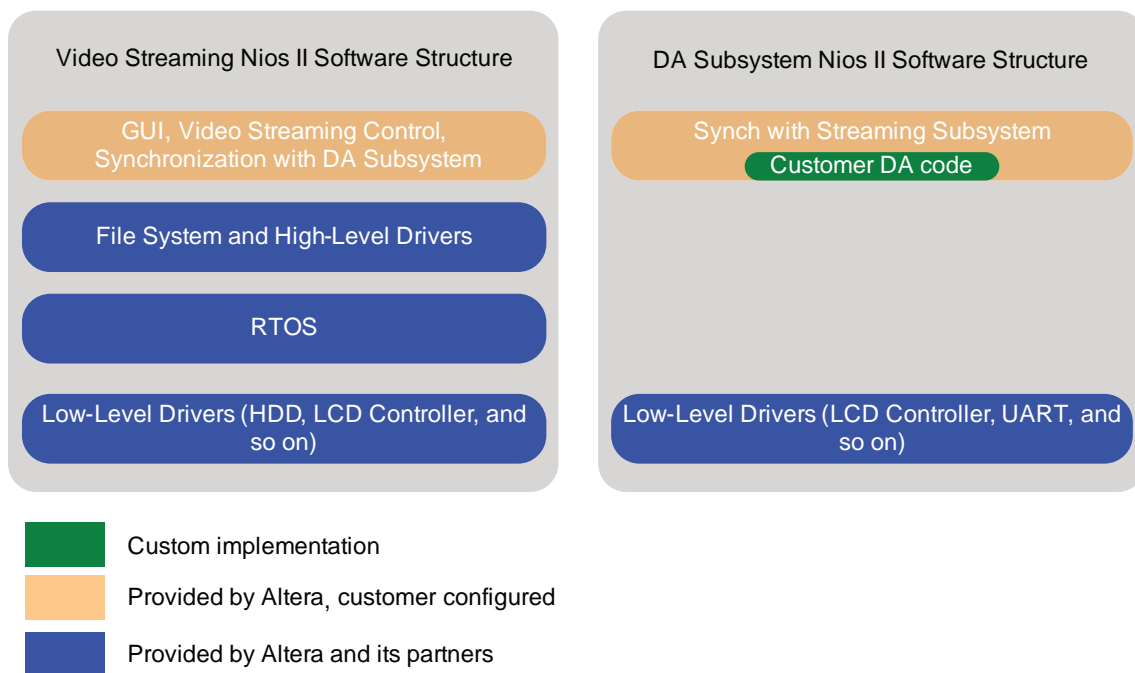 Video Streaming Nios II Software Structure
GUI, Video Streaming Control,
Synchronization with DA Subsystem
File System and High-Level Drivers
RTOS
Low-Level Drivers (HDD, LCD Controller, and
so on)
DA Subsystem Nios II Software Structure
Synch with Streaming Subsystem
Customer DA code
Low-Level Drivers (LCD Controller, UART, and
so on)
Custom implementation
Provided by Altera, customer configured
Provided by Altera and its partners